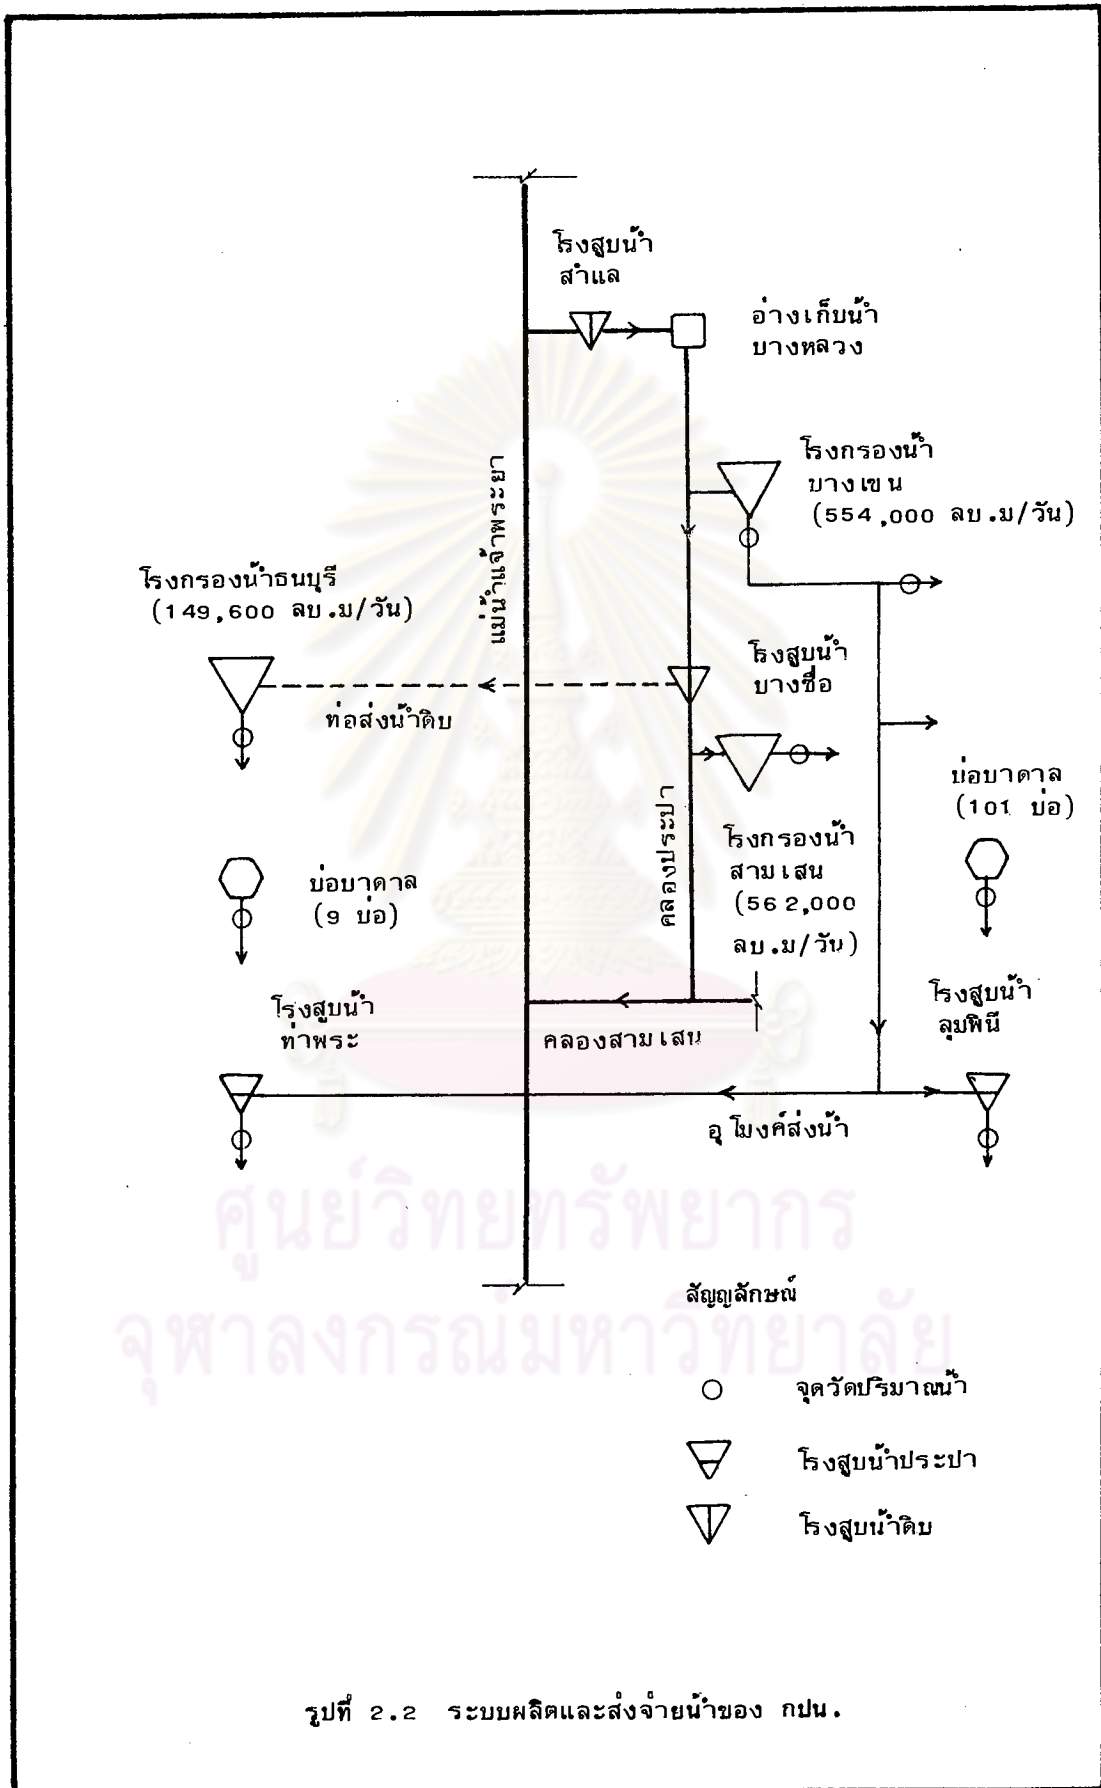 โรงสูบน้ำ
สำแล
อ่างเก็บน้ำ
บางหลวง
โรงกรองน้ำ
บางเขน
(554,000 ลบ.ม/วัน)
แม่น้ำเจ้าพระยา
โรงกรองน้ำธนบุรี
(149,600 ลบ.ม/วัน)
ท่อส่งน้ำดิบ
โรงสูบน้ำ
บางซื่อ
บ่อบาดาล
(101 บ่อ)
คลองประปา
โรงกรองน้ำ
สามเสน
(562,000
ลบ.ม/วัน)
บ่อบาดาล
(9 บ่อ)
โรงสูบน้ำ
ท่าพระ
คลองสามเสน
โรงสูบน้ำ
ลุมพินี
อุโมงค์ส่งน้ำ
ศูนย์วิทยทรัพยากร
จุฬาลงกรณ์มหาวิทยาลัย
สัญญลักษณ์
จุดวัดปริมาณน้ำ
โรงสูบน้ำประปา
โรงสูบน้ำดิบ
รูปที่ 2.2 ระบบผลิตและส่งจ่ายน้ำของ กปน.